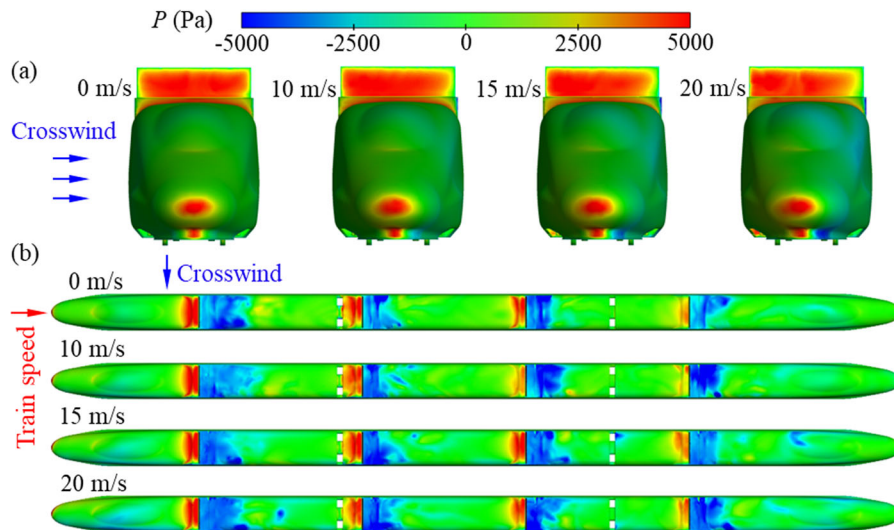 P (Pa)
-5000 -2500 0 2500 5000
(a)
0 m/s 10 m/s 15 m/s 20 m/s
Crosswind
(b)
Crosswind
0 m/s
10 m/s
15 m/s
20 m/s
Train speed